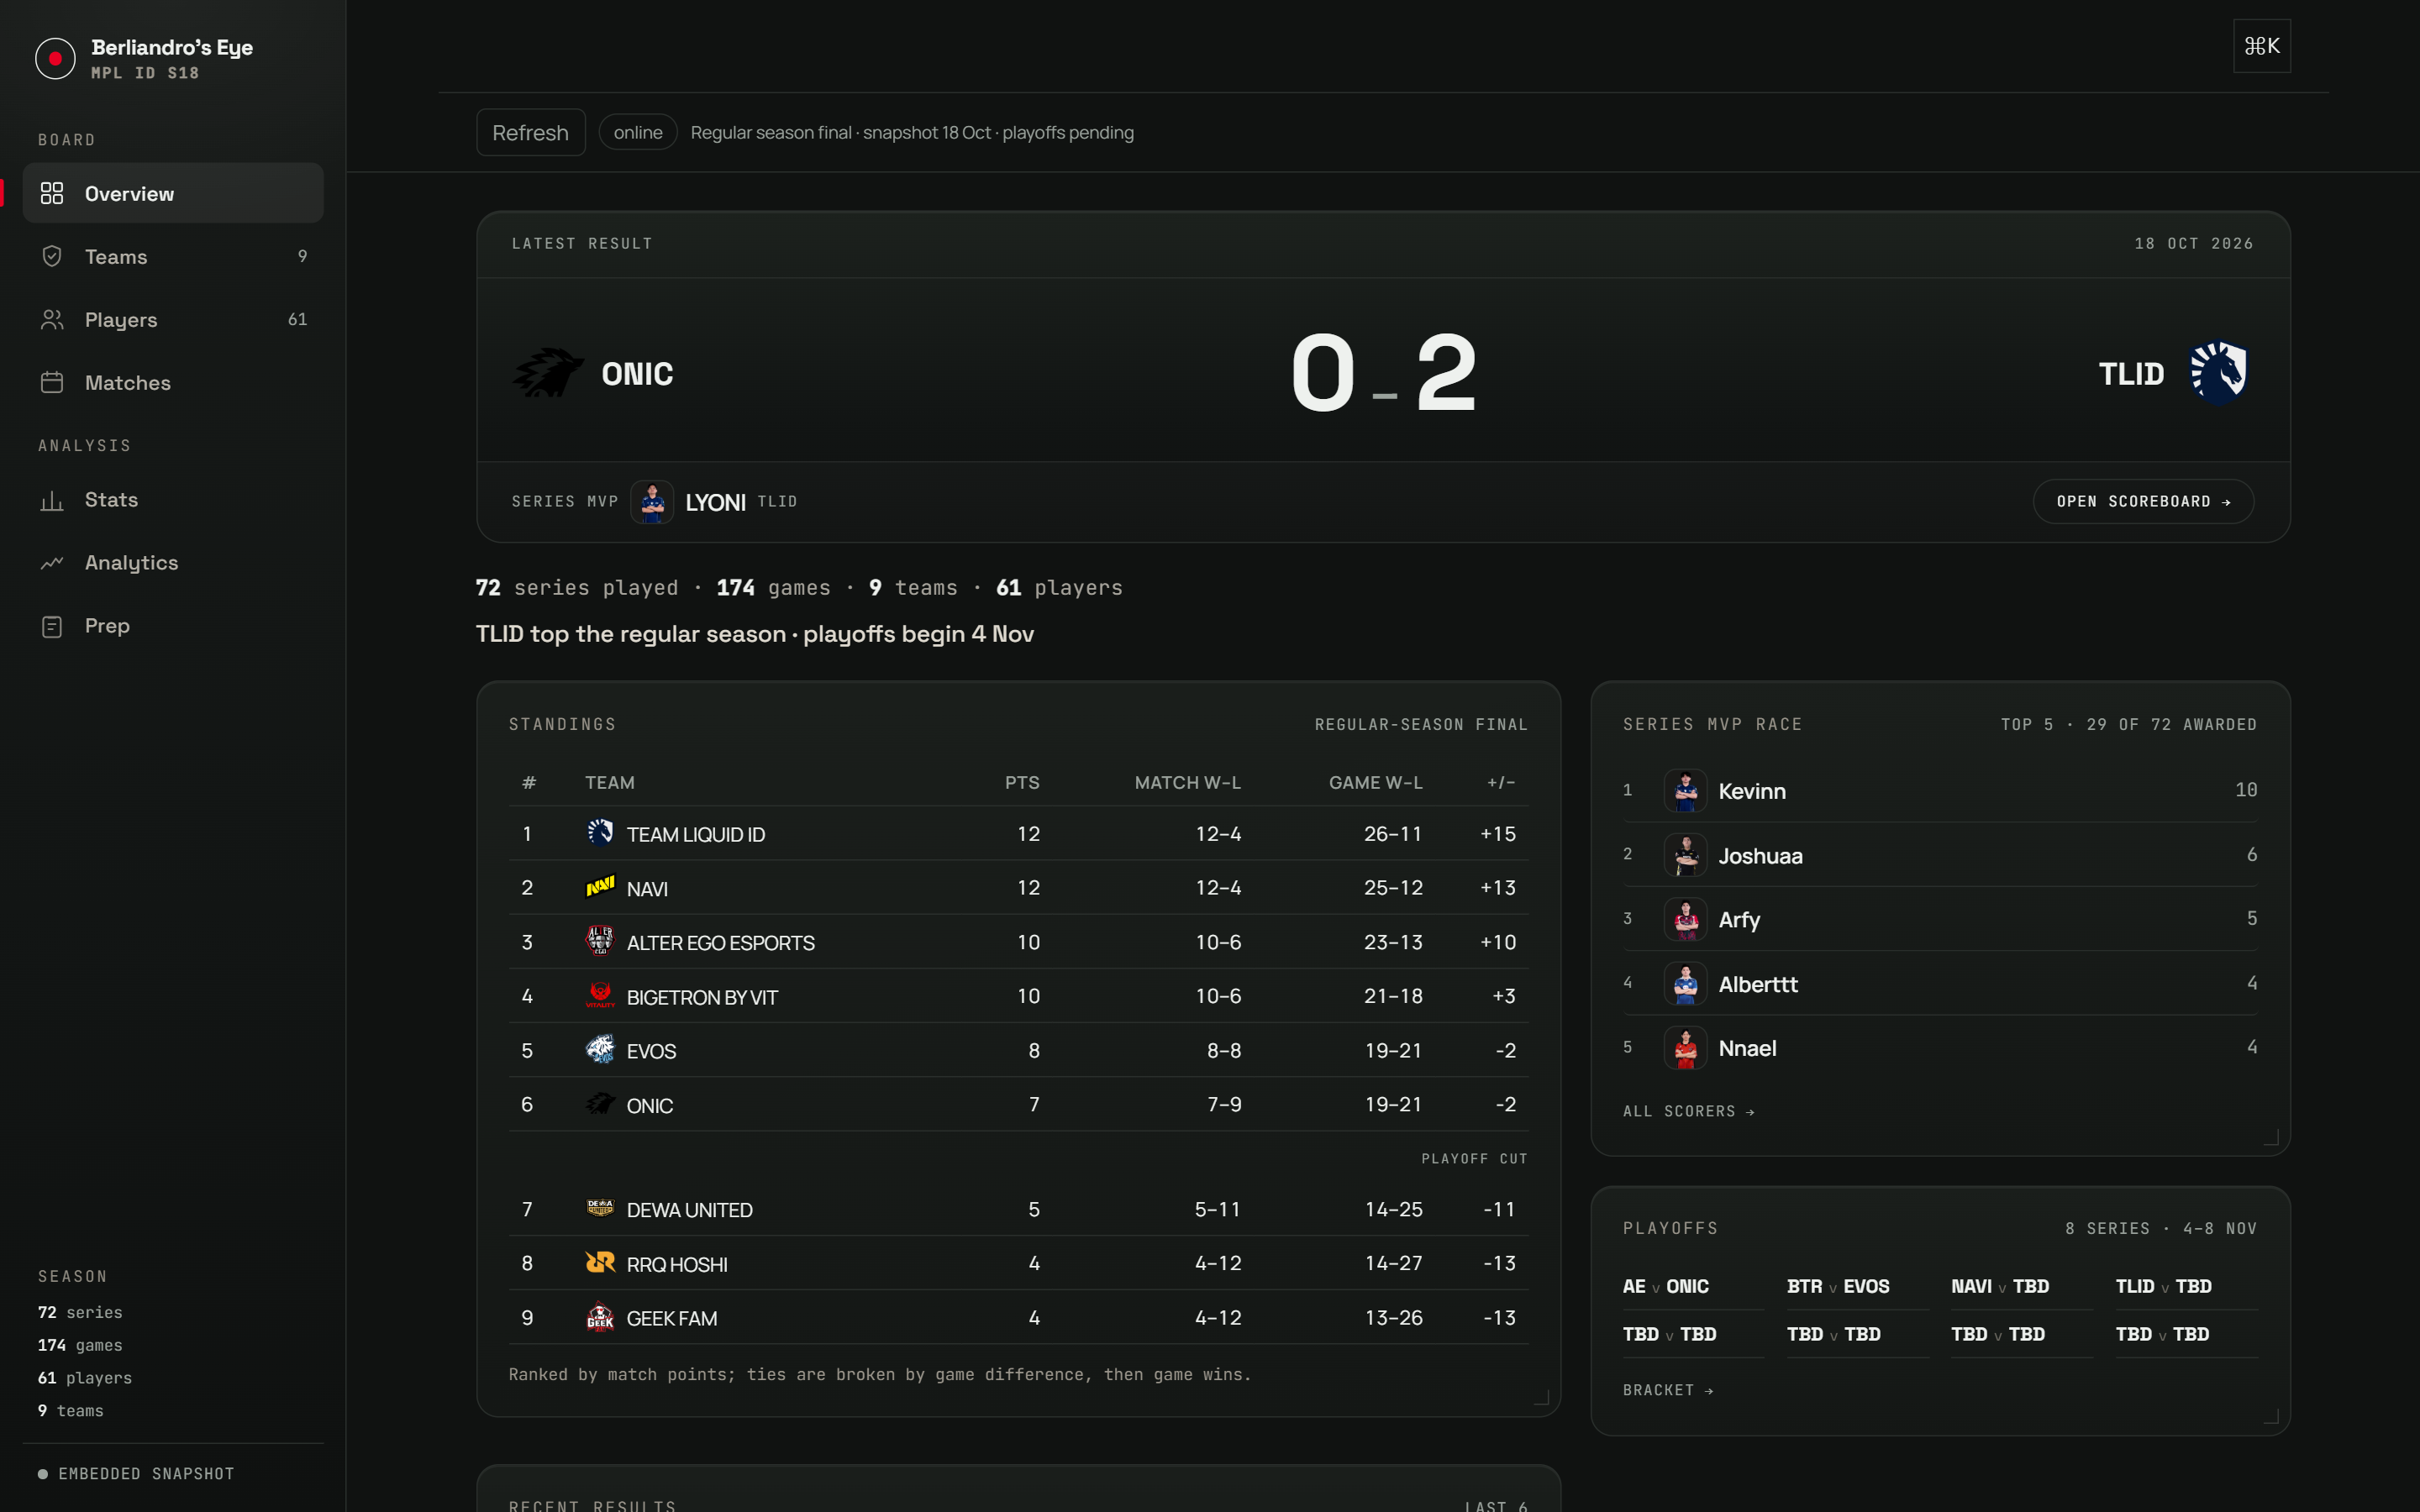 Berliandro's Eye
MPL ID S18
BOARD
Overview
Teams 9
Players 61
Matches
ANALYSIS
Stats
Analytics
Prep
SEASON
72 series
174 games
61 players
9 teams
EMBEDDED SNAPSHOT
⌘K
Refresh online Regular season final · snapshot 18 Oct · playoffs pending
LATEST RESULT 18 OCT 2026
ONIC 0 – 2 TLID
SERIES MVP LYONI TLID OPEN SCOREBOARD →
72 series played · 174 games · 9 teams · 61 players
TLID top the regular season · playoffs begin 4 Nov
STANDINGS REGULAR-SEASON FINAL
# TEAM PTS MATCH W–L GAME W–L +/−
1 TEAM LIQUID ID 12 12–4 26–11 +15
2 NAVI 12 12–4 25–12 +13
3 ALTER EGO ESPORTS 10 10–6 23–13 +10
4 BIGETRON BY VIT 10 10–6 21–18 +3
5 EVOS 8 8–8 19–21 -2
6 ONIC 7 7–9 19–21 -2
PLAYOFF CUT
7 DEWA UNITED 5 5–11 14–25 -11
8 RRQ HOSHI 4 4–12 14–27 -13
9 GEEK FAM 4 4–12 13–26 -13
Ranked by match points; ties are broken by game difference, then game wins.
SERIES MVP RACE TOP 5 · 29 OF 72 AWARDED
1 Kevinn 10
2 Joshuaa 6
3 Arfy 5
4 Alberttt 4
5 Nnael 4
ALL SCORERS →
PLAYOFFS 8 SERIES · 4–8 NOV
AE v ONIC BTR v EVOS NAVI v TBD TLID v TBD
TBD v TBD TBD v TBD TBD v TBD TBD v TBD
BRACKET →
RECENT RESULTS LAST 6